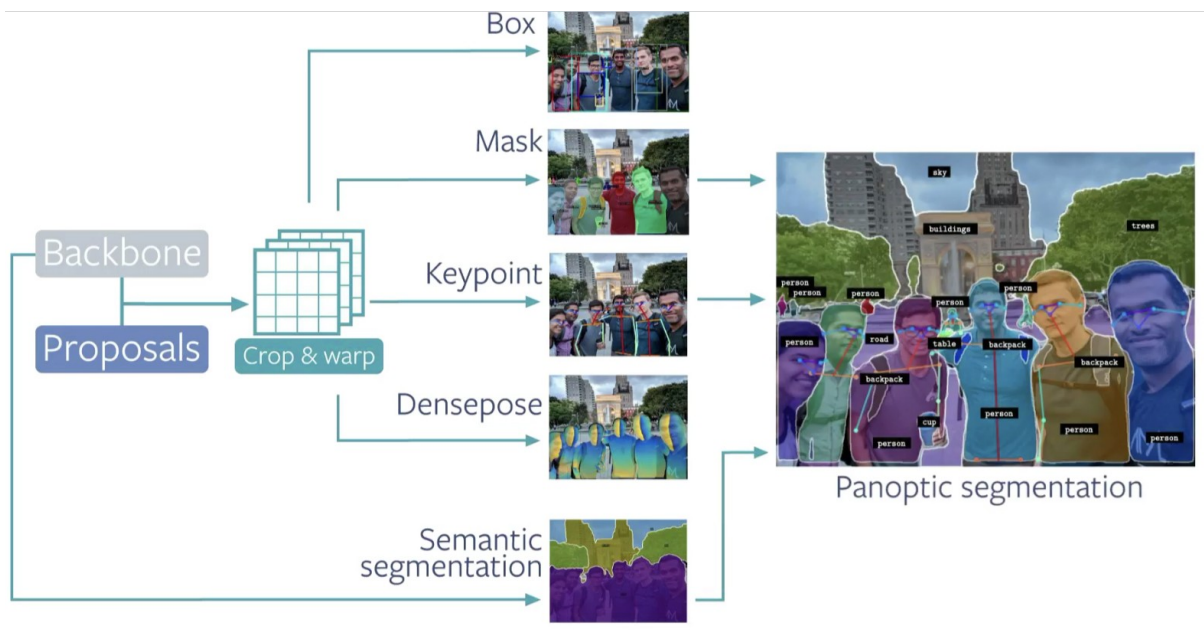 Box
Mask
Backbone
Keypoint
Proposals
Crop & warp
Densepose
Semantic
segmentation
sky
buildings
trees
person
person
person
person
person
person
road
table
backpack
backpack
backpack
cup
person
person
person
person
Panoptic segmentation